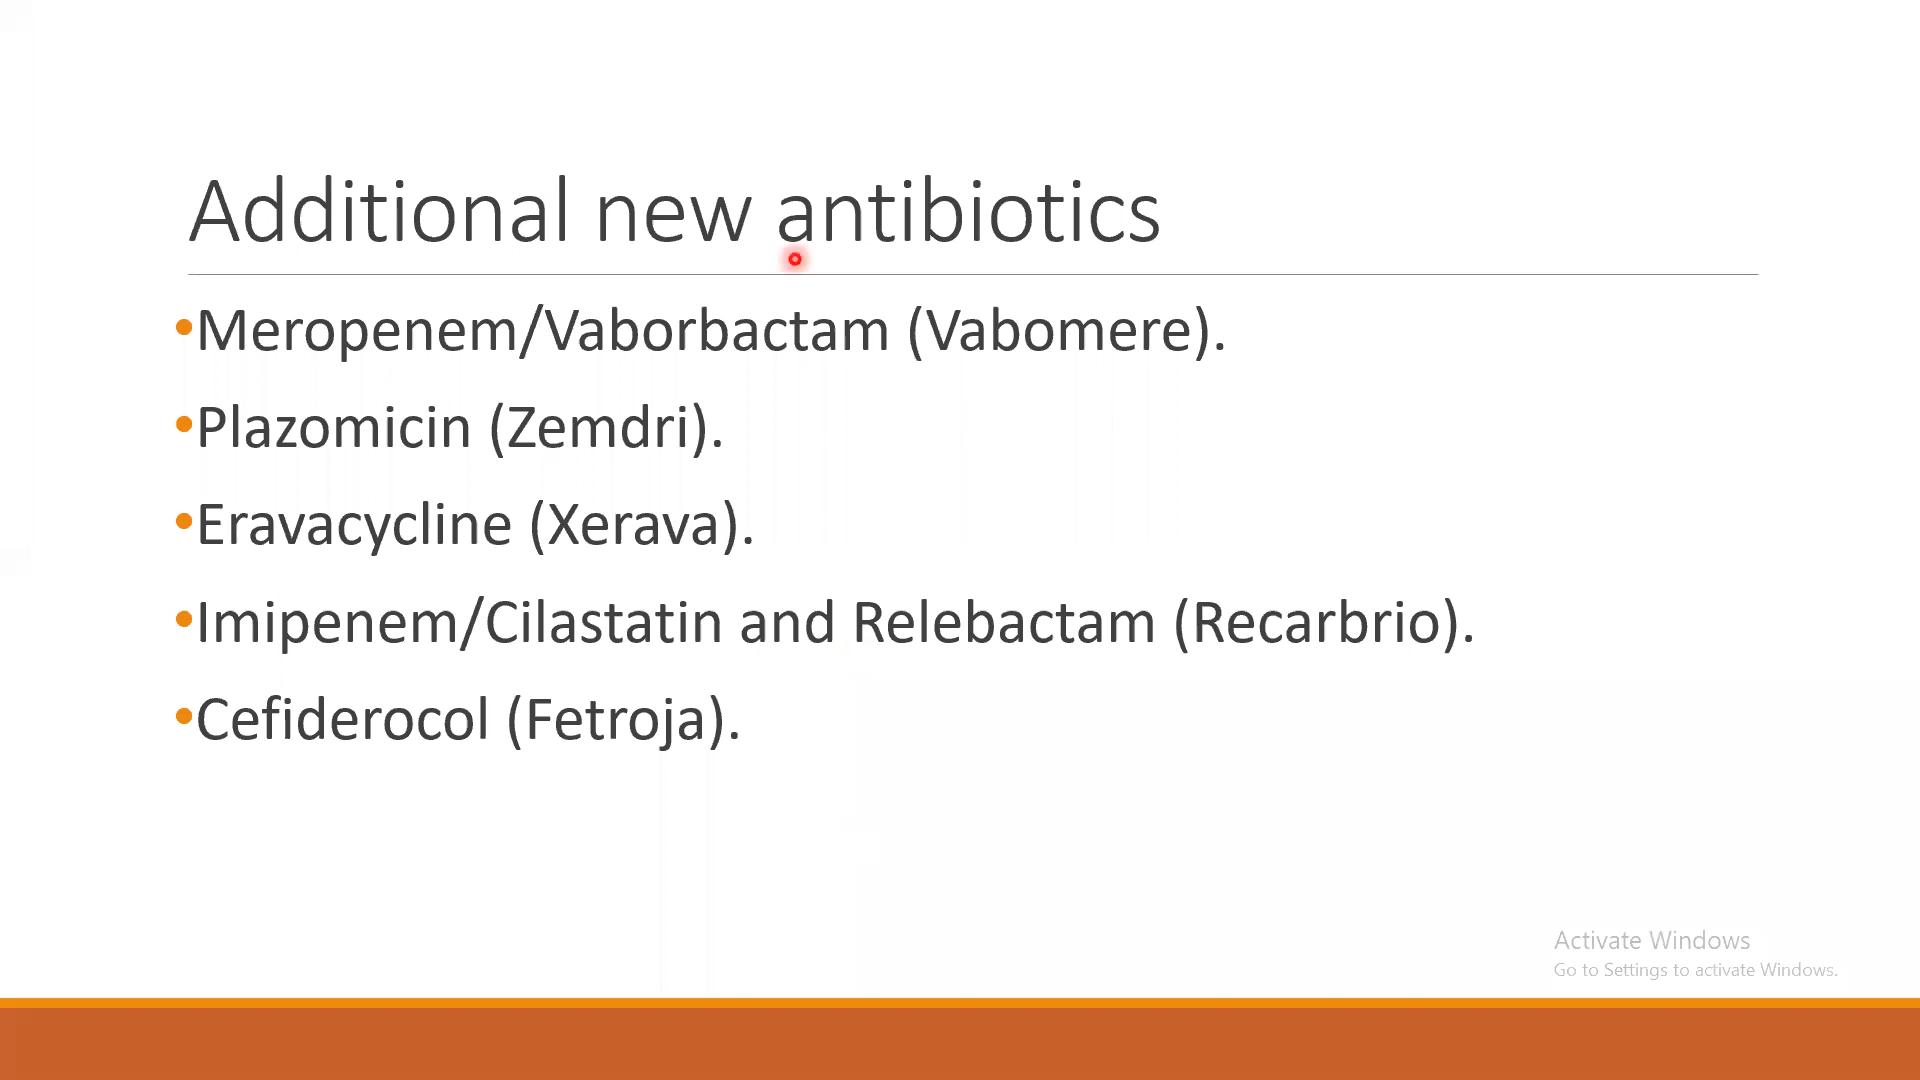 Additional new antibiotics
•Meropenem/Vaborbactam (Vabomere).
•Plazomicin (Zemdri).
•Eravacycline (Xerava).
•Imipenem/Cilastatin and Relebactam (Recarbrio).
•Cefiderocol (Fetroja).
Activate Windows
Go to Settings to activate Windows.